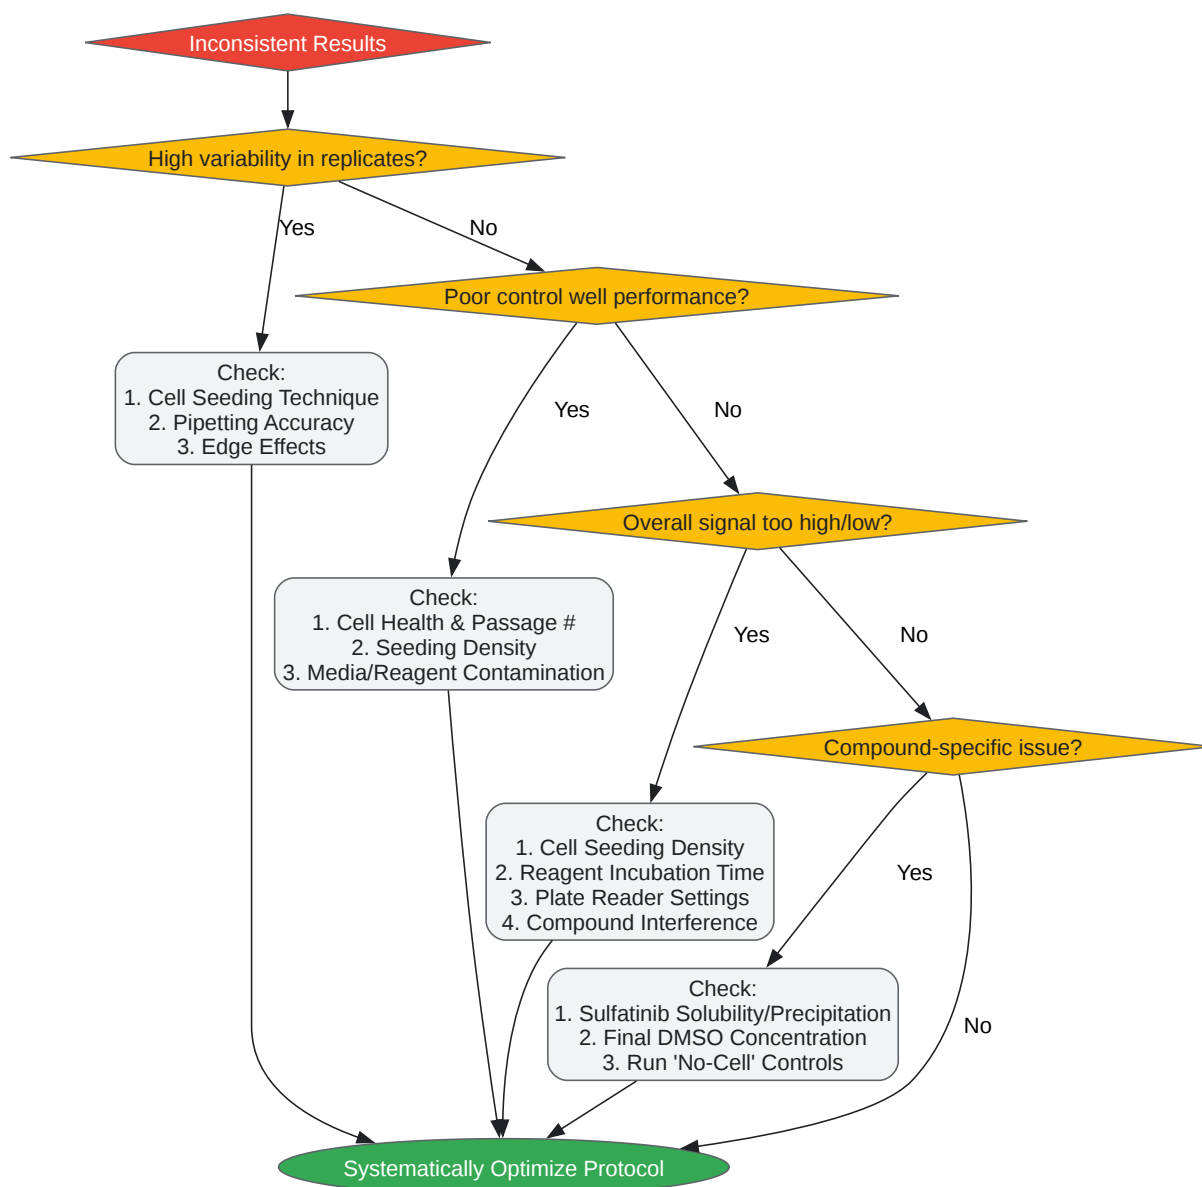 Inconsistent Results
High variability in replicates?
Yes
No
Poor control well performance?
Check:
1. Cell Seeding Technique
2. Pipetting Accuracy
3. Edge Effects
Yes
No
Overall signal too high/low?
Check:
1. Cell Health & Passage #
2. Seeding Density
3. Media/Reagent Contamination
Yes
No
Compound-specific issue?
Check:
1. Cell Seeding Density
2. Reagent Incubation Time
3. Plate Reader Settings
4. Compound Interference
Yes
No
Check:
1. Sulfatinib Solubility/Precipitation
2. Final DMSO Concentration
3. Run 'No-Cell' Controls
Systematically Optimize Protocol